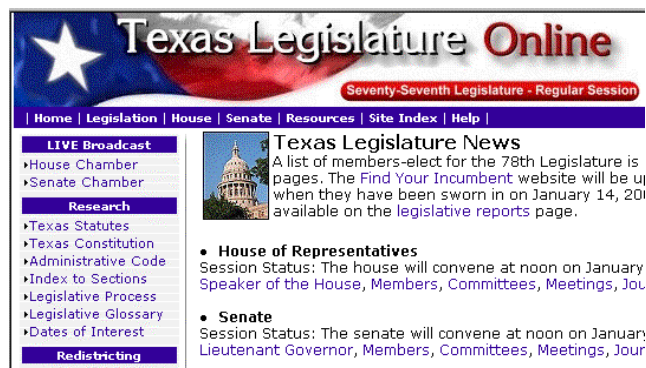 Texas Legislature Online
Seventy-Seventh Legislature - Regular Session
| Home | Legislation | House | Senate | Resources | Site Index | Help |
LIVE Broadcast
House Chamber
Senate Chamber
Research
Texas Statutes
Texas Constitution
Administrative Code
Index to Sections
Legislative Process
Legislative Glossary
Dates of Interest
Redistricting
Texas Legislature News
A list of members-elect for the 78th Legislature is
pages. The Find Your Incumbent website will be
when they have been sworn in on January 14,
available on the legislative reports page.
• House of Representatives
Session Status: The house will convene at noon on January
Speaker of the House, Members, Committees, Meetings,
• Senate
Session Status: The senate will convene at noon on January
Lieutenant Governor, Members, Committees, Meetings,